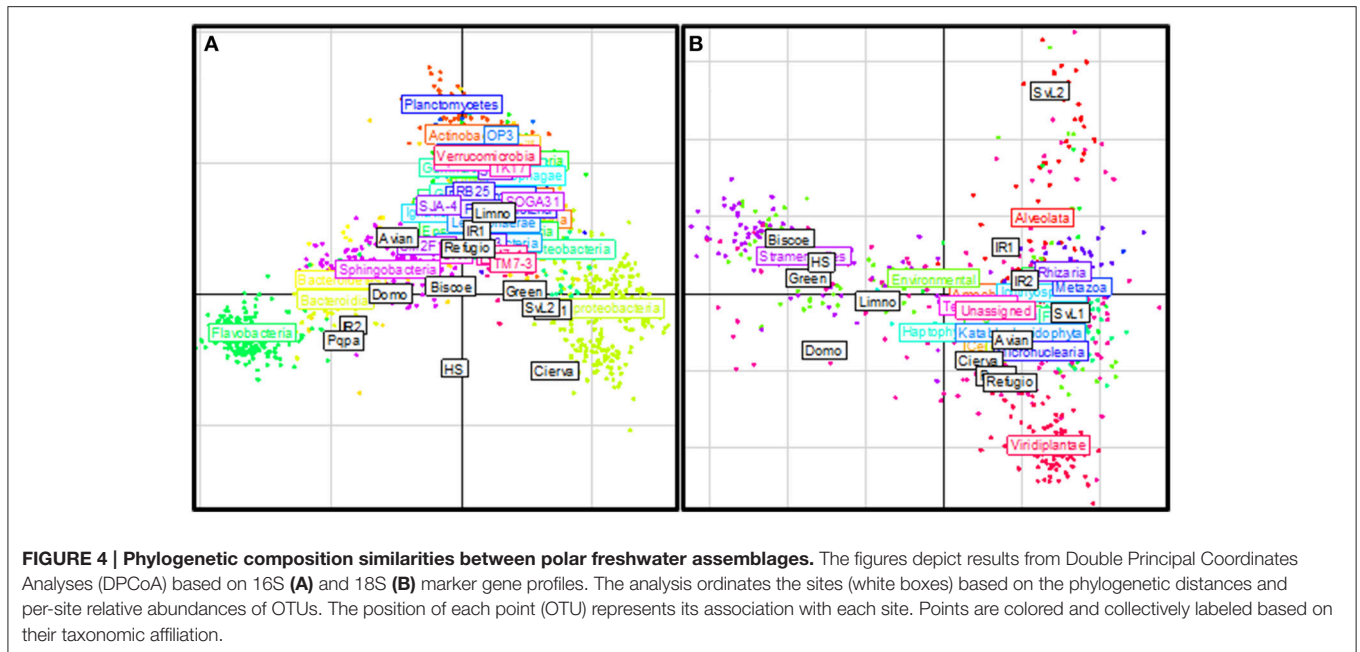 A
Planctomycetes
Actinoba
OP3
Verrucomicrobia
TK17
RB25
SJA-4
SOGA31
Limno
Avian
IR1
Refugio
TM7-3
Sphingobacteria
Biscoe
Domo
Green
Bacteroidia
SvL2
proteobacteria
Flavobacteria
Pqpa
HS
Cierva
B
SvL2
Alveolata
Biscoe
IR1
HS
Green
Environmental
IR2
Rhizaria
Metazoa
Limno
Unassigned
SvL1
Avian
Domo
Cierva
Refugio
Viridiplantae
FIGURE 4 | Phylogenetic composition similarities between polar freshwater assemblages. The figures depict results from Double Principal Coordinates
Analyses (DPCoA) based on 16S (A) and 18S (B) marker gene profiles. The analysis ordinates the sites (white boxes) based on the phylogenetic distances and
per-site relative abundances of OTUs. The position of each point (OTU) represents its association with each site. Points are colored and collectively labeled based on
their taxonomic affiliation.